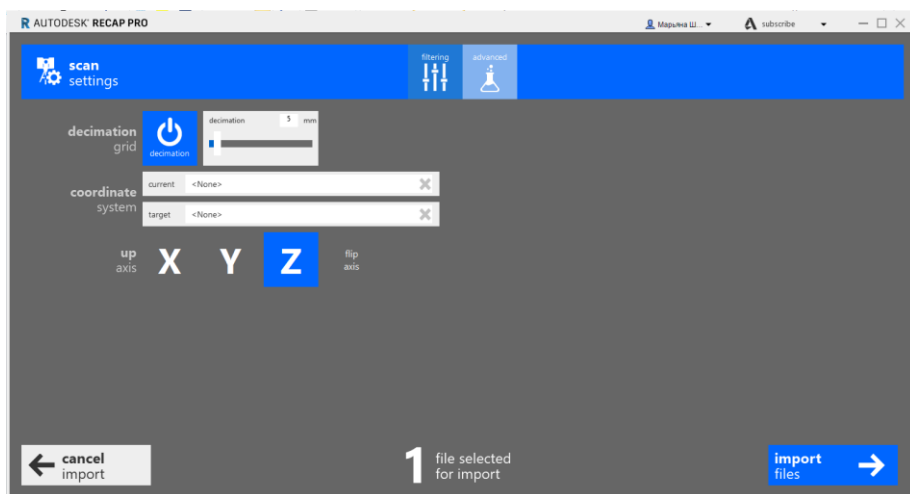 R AUTODESK® RECAP PRO
Марьяна Ш...
subscribe
scan
settings
filtering
advanced
decimation
grid
decimation
decimation 5 mm
coordinate
system
current <None>
target <None>
up
axis
X Y Z
flip
axis
cancel
import
1 file selected
for import
import
files